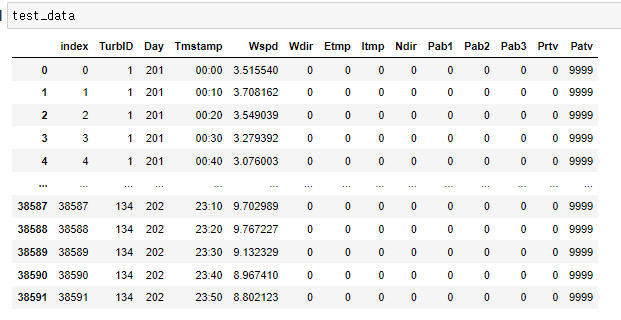 test_data
index TurbID Day Tmstamp Wspd Wdir Etmp Itmp Ndir Pab1 Pab2 Pab3 Prtv Patv
0 0 1 201 00:00 3.515540 0 0 0 0 0 0 0 0 9999
1 1 1 201 00:10 3.708162 0 0 0 0 0 0 0 0 9999
2 2 1 201 00:20 3.549039 0 0 0 0 0 0 0 0 9999
3 3 1 201 00:30 3.279392 0 0 0 0 0 0 0 0 9999
4 4 1 201 00:40 3.076003 0 0 0 0 0 0 0 0 9999
... ... ... ... ... ... ... ... ... ... ... ... ... ... ...
38587 38587 134 202 23:10 9.702989 0 0 0 0 0 0 0 0 9999
38588 38588 134 202 23:20 9.767227 0 0 0 0 0 0 0 0 9999
38589 38589 134 202 23:30 9.132329 0 0 0 0 0 0 0 0 9999
38590 38590 134 202 23:40 8.967410 0 0 0 0 0 0 0 0 9999
38591 38591 134 202 23:50 8.802123 0 0 0 0 0 0 0 0 9999